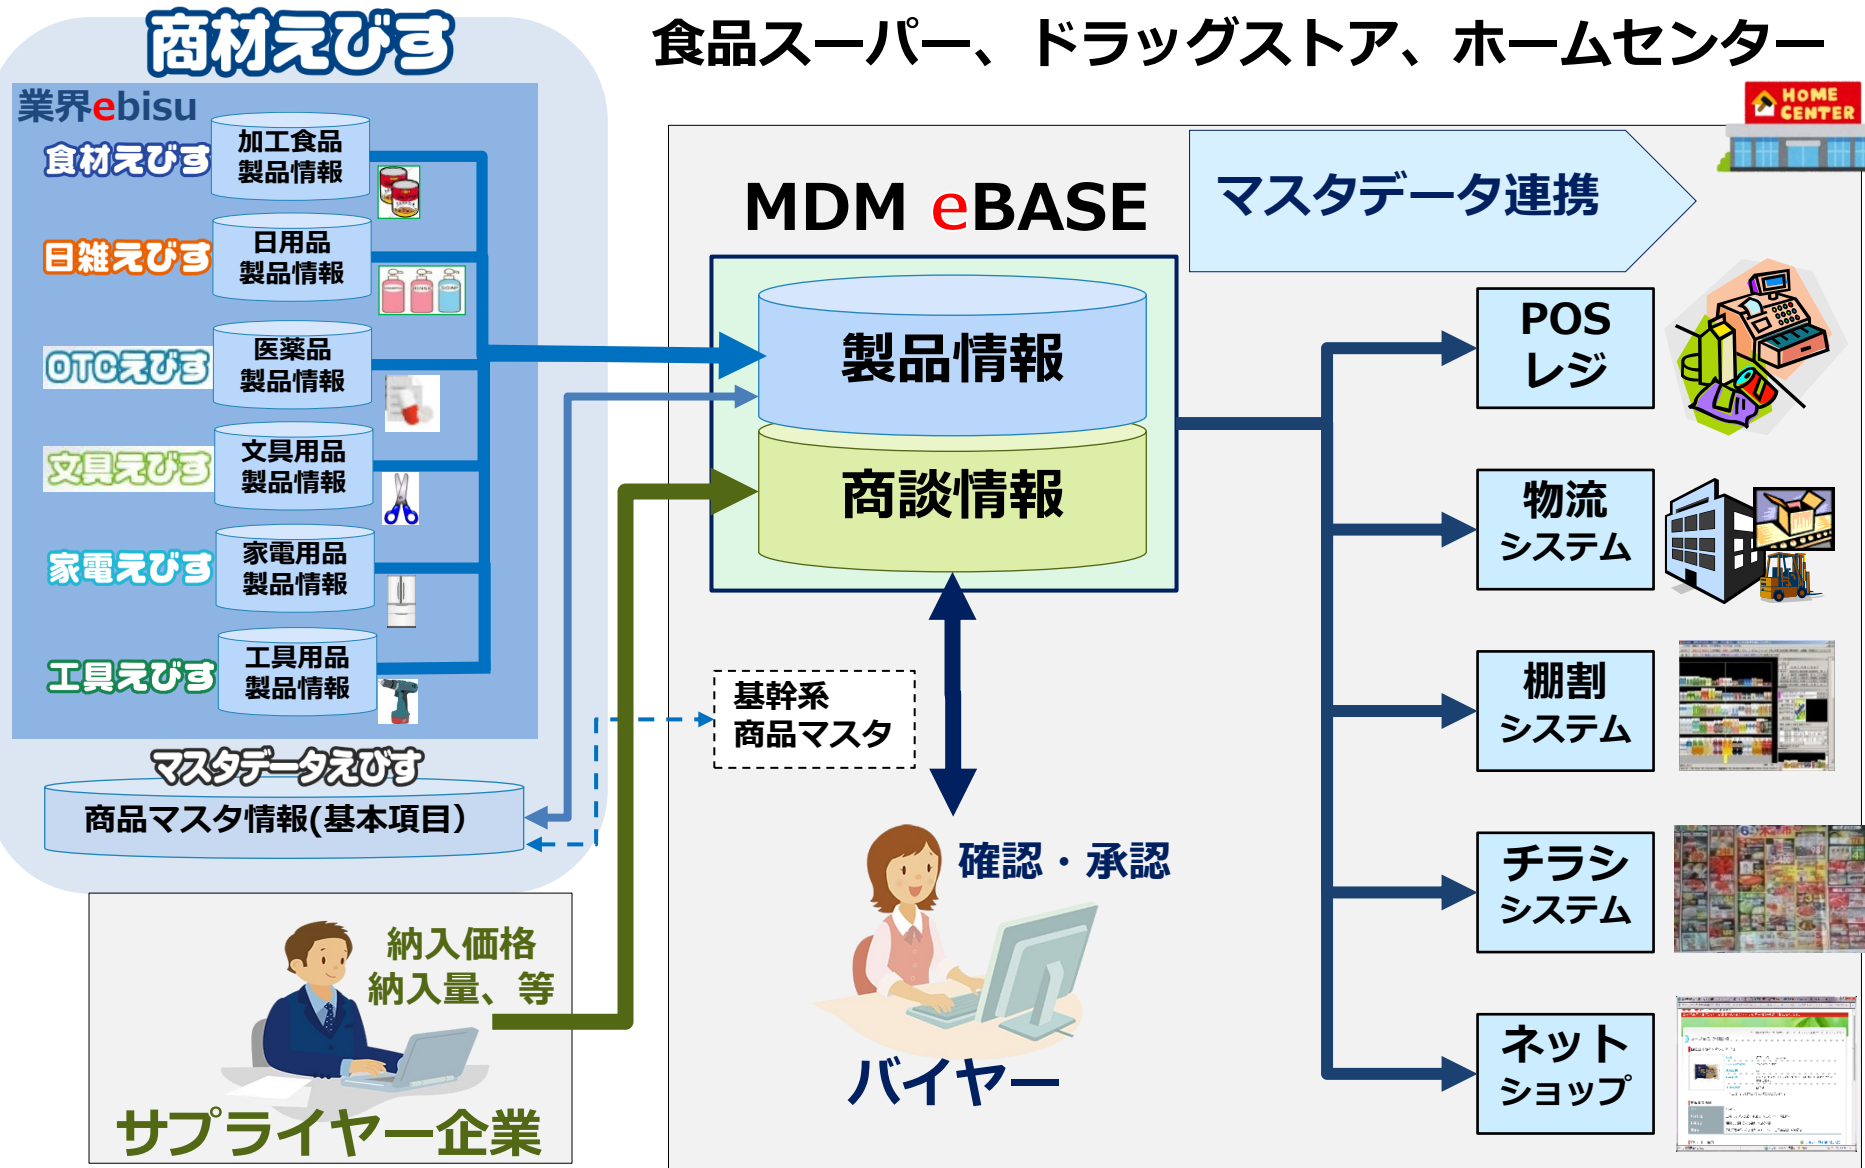 商材えびす
食品スーパー、ドラッグストア、ホームセンター
業界ebisu
食材えびす
加工食品
製品情報
日雑えびす
日用品
製品情報
OTCえびす
医薬品
製品情報
文具えびす
文具用品
製品情報
家電えびす
家電用品
製品情報
工具えびす
工具用品
製品情報
マスタデータえびす
商品マスタ情報(基本項目）
納入価格
納入量、等
サプライヤー企業
MDM eBASE
製品情報
商談情報
基幹系
商品マスタ
確認・承認
バイヤー
マスタデータ連携
HOME
CENTER
POS
レジ
物流
システム
棚割
システム
チラシ
システム
ネット
ショップ